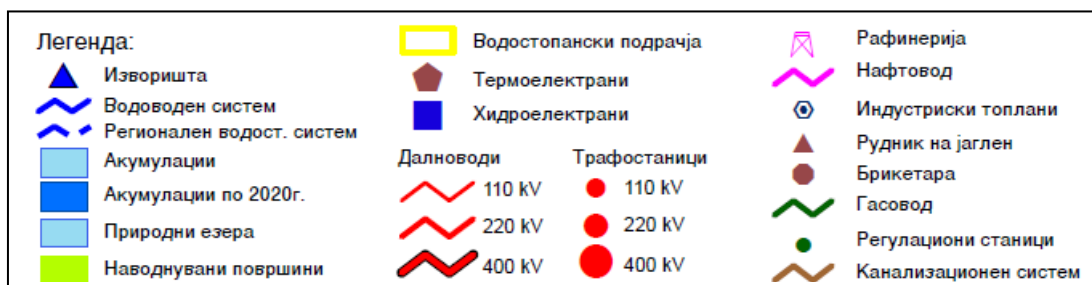 Легенда:
Изворишта
Водоводен систем
Регионален водост. систем
Акумулации
Акумулации по 2020г.
Природни езера
Наводнувани површини
Водостопански подрачја
Термоелектрани
Хидроелектрани
Далноводи
110 kV
220 kV
400 kV
Трафостаници
110 kV
220 kV
400 kV
Рафинерија
Нафтовод
Индустриски топлани
Рудник на јаглен
Брикетара
Гасовод
Регулациони станици
Канализационен систем